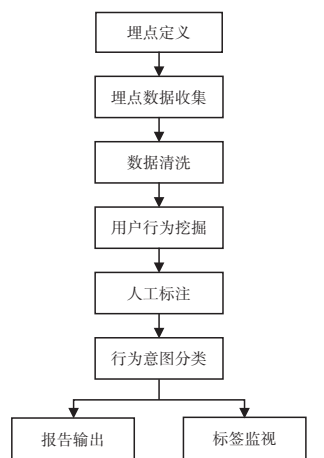 埋点定义
埋点数据收集
数据清洗
用户行为挖掘
人工标注
行为意图分类
报告输出
标签监视